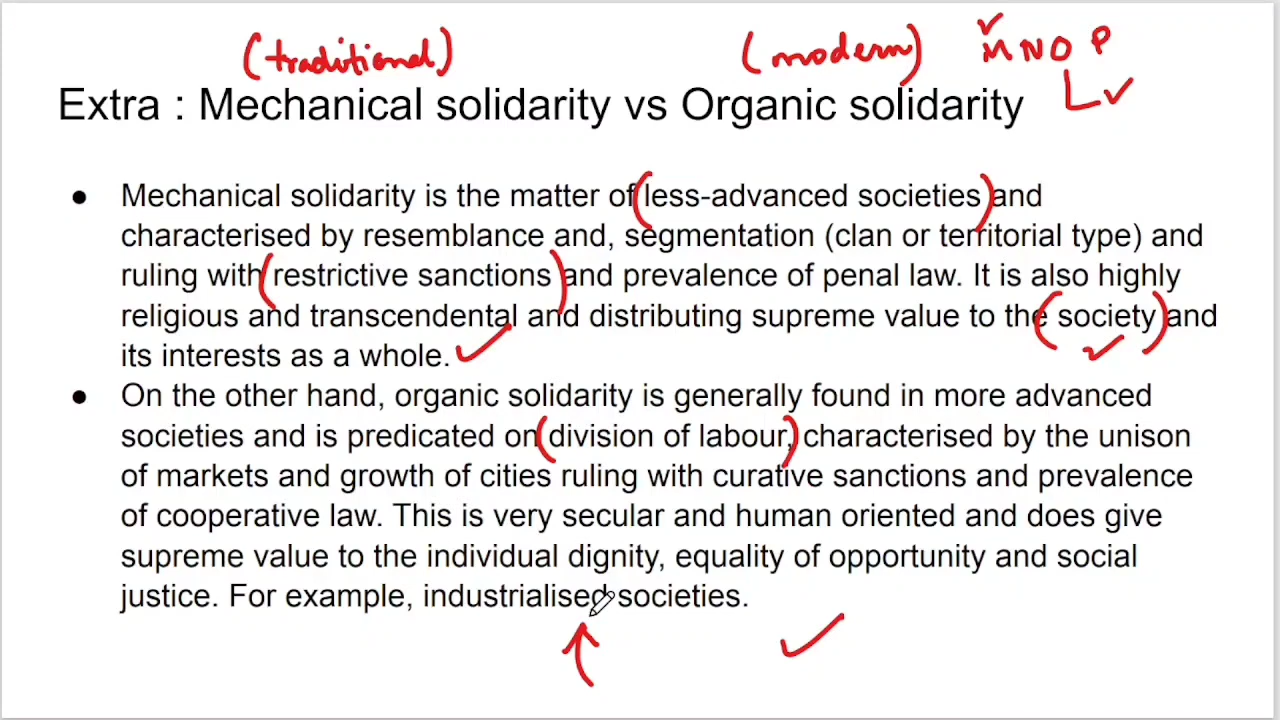 (traditional) (modern) MNOP
Extra : Mechanical solidarity vs Organic solidarity
● Mechanical solidarity is the matter of (less-advanced societies) and
characterised by resemblance and, segmentation (clan or territorial type) and
ruling with (restrictive sanctions) and prevalence of penal law. It is also highly
religious and transcendental and distributing supreme value to the (society) and
its interests as a whole.
● On the other hand, organic solidarity is generally found in more advanced
societies and is predicated on (division of labour,) characterised by the unison
of markets and growth of cities ruling with curative sanctions and prevalence
of cooperative law. This is very secular and human oriented and does give
supreme value to the individual dignity, equality of opportunity and social
justice. For example, industrialised societies.